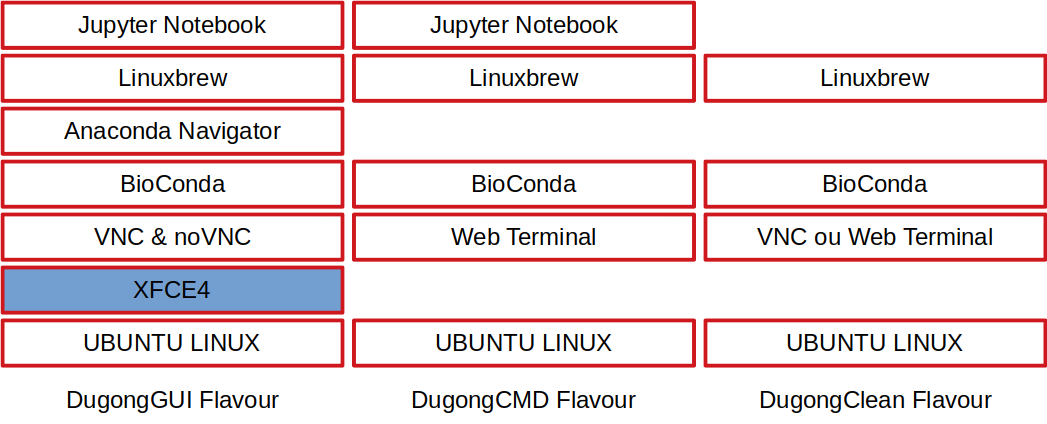 Jupyter Notebook Jupyter Notebook
Linuxbrew Linuxbrew Linuxbrew
Anaconda Navigator
BioConda BioConda BioConda
VNC & noVNC Web Terminal VNC ou Web Terminal
XFCE4
UBUNTU LINUX UBUNTU LINUX UBUNTU LINUX
DugongGUI Flavour DugongCMD Flavour DugongClean Flavour